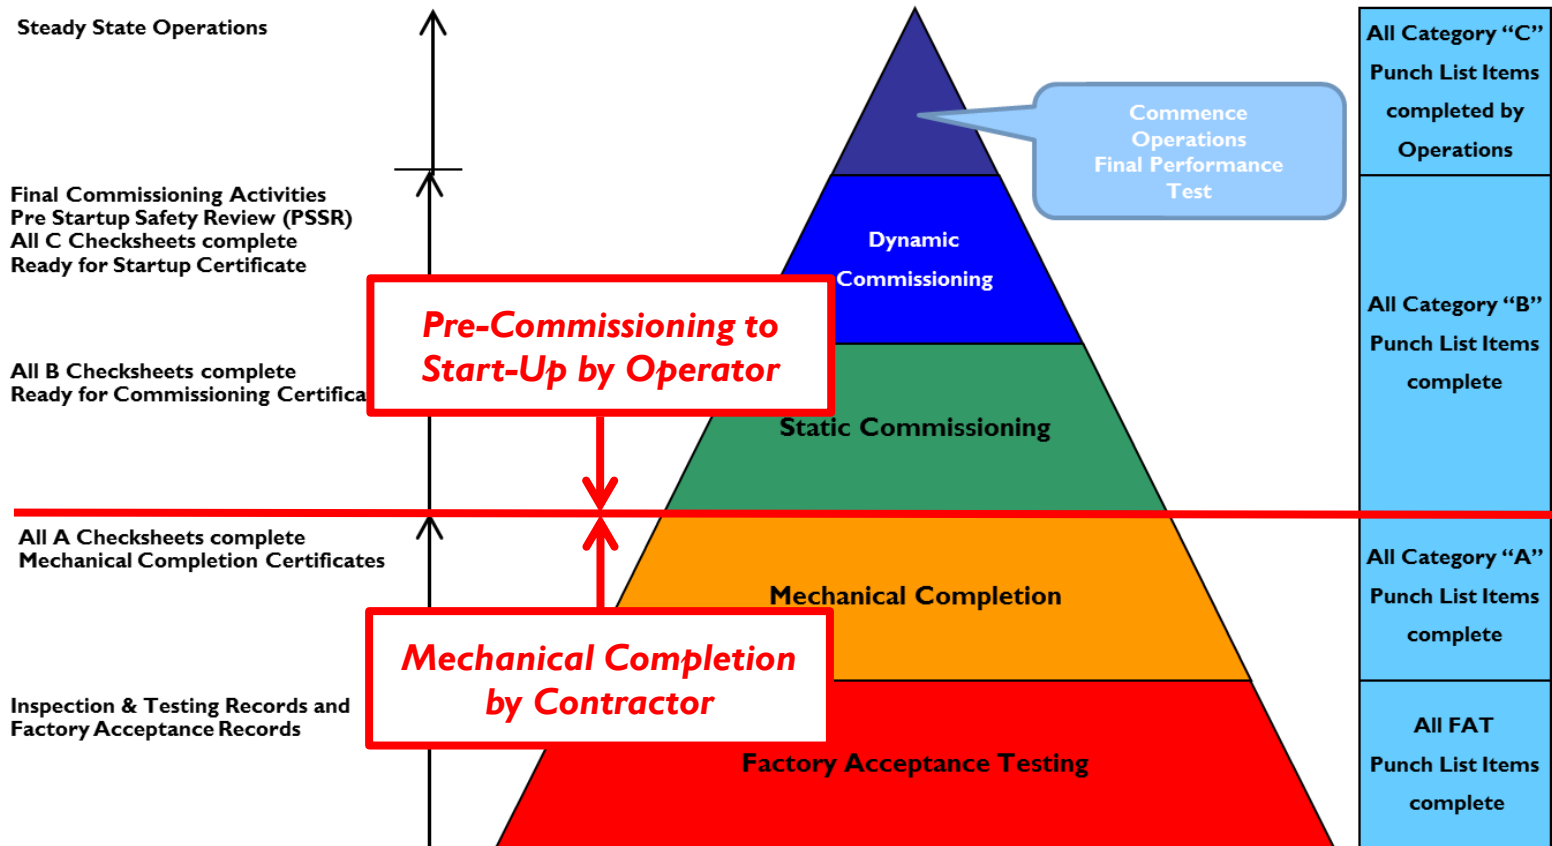 Steady State Operations
Final Commissioning Activities
Pre Startup Safety Review (PSSR)
All C Checksheets complete
Ready for Startup Certificate
All B Checksheets complete
Ready for Commissioning Certifica
All A Checksheets complete
Mechanical Completion Certificates
Inspection & Testing Records and
Factory Acceptance Records
Pre-Commissioning to
Start-Up by Operator
Mechanical Completion
by Contractor
Commence
Operations
Final Performance
Test
Dynamic
Commissioning
Static Commissioning
Mechanical Completion
Factory Acceptance Testing
All Category “C”
Punch List Items
completed by
Operations
All Category “B”
Punch List Items
complete
All Category “A”
Punch List Items
complete
All FAT
Punch List Items
complete